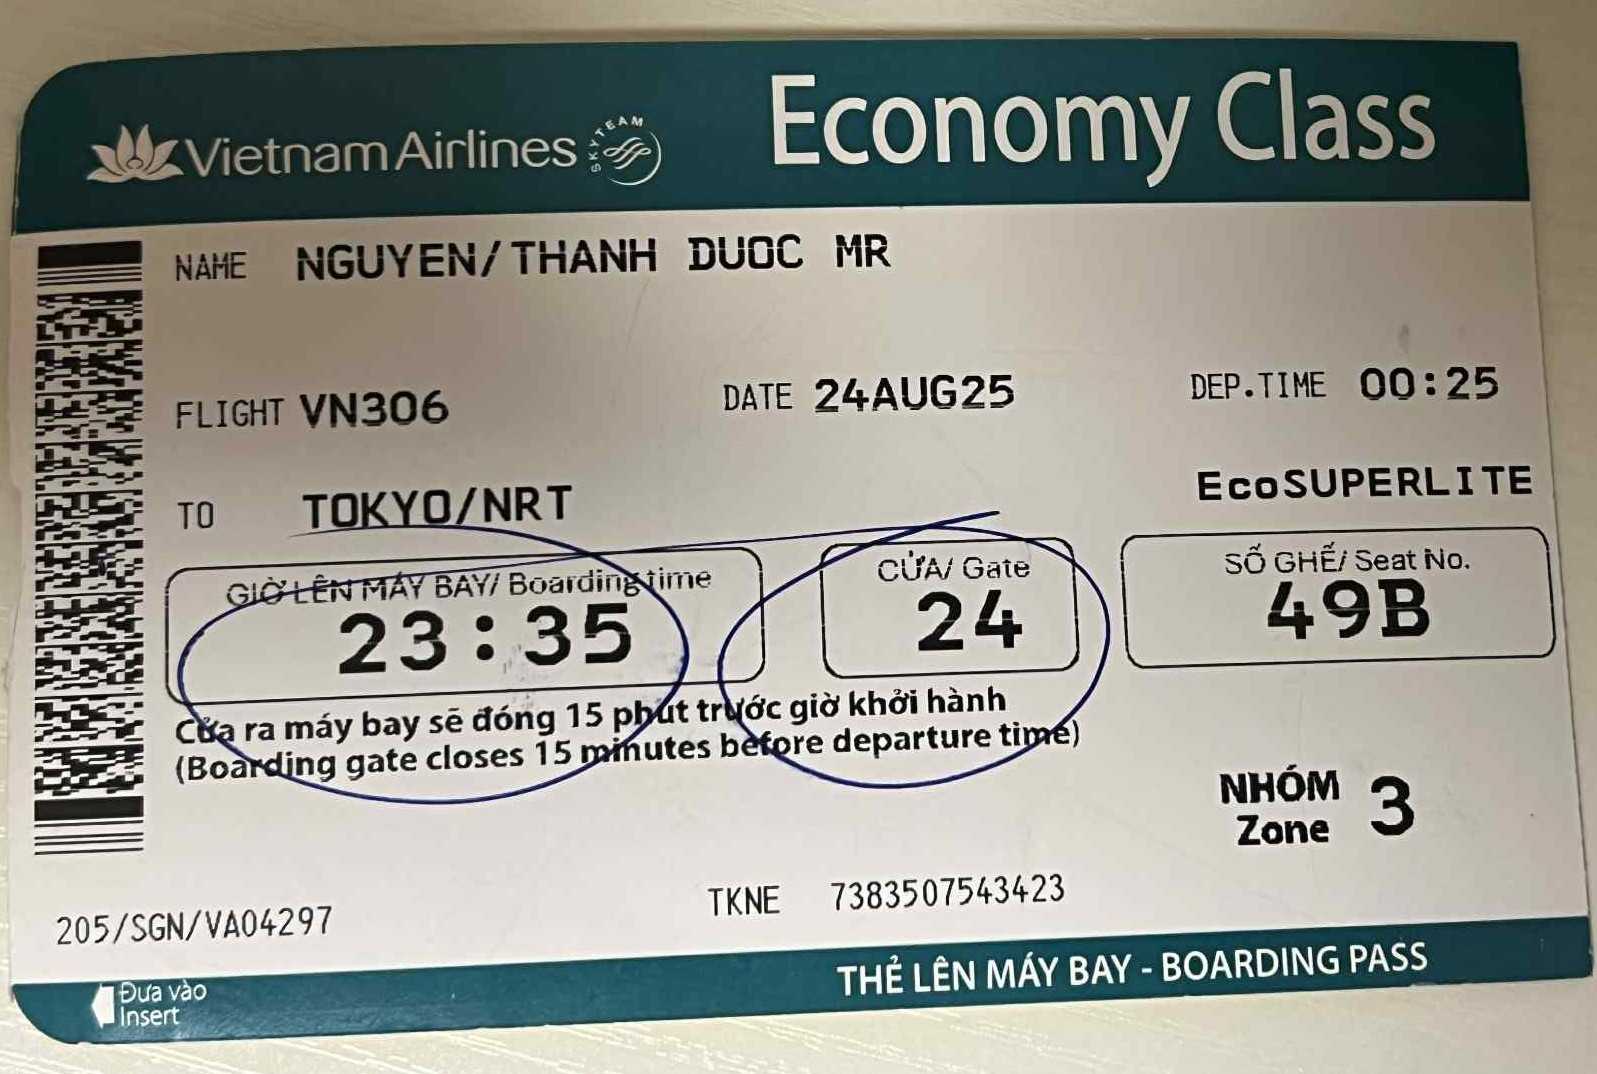 Vietnam Airlines SKYTEAM
Economy Class
NAME NGUYEN/THANH DUOC MR
FLIGHT VN306 DATE 24AUG25 DEP.TIME 00:25
TO TOKYO/NRT EcoSUPERLITE
GIỜ LÊN MÁY BAY/ Boarding time CỬA/ Gate SỐ GHẾ/ Seat No.
23:35 24 49B
Cửa ra máy bay sẽ đóng 15 phút trước giờ khởi hành
(Boarding gate closes 15 minutes before departure time)
NHÓM
Zone 3
TKNE 7383507543423
205/SGN/VA04297
THẺ LÊN MÁY BAY - BOARDING PASS
Đưa vào
Insert